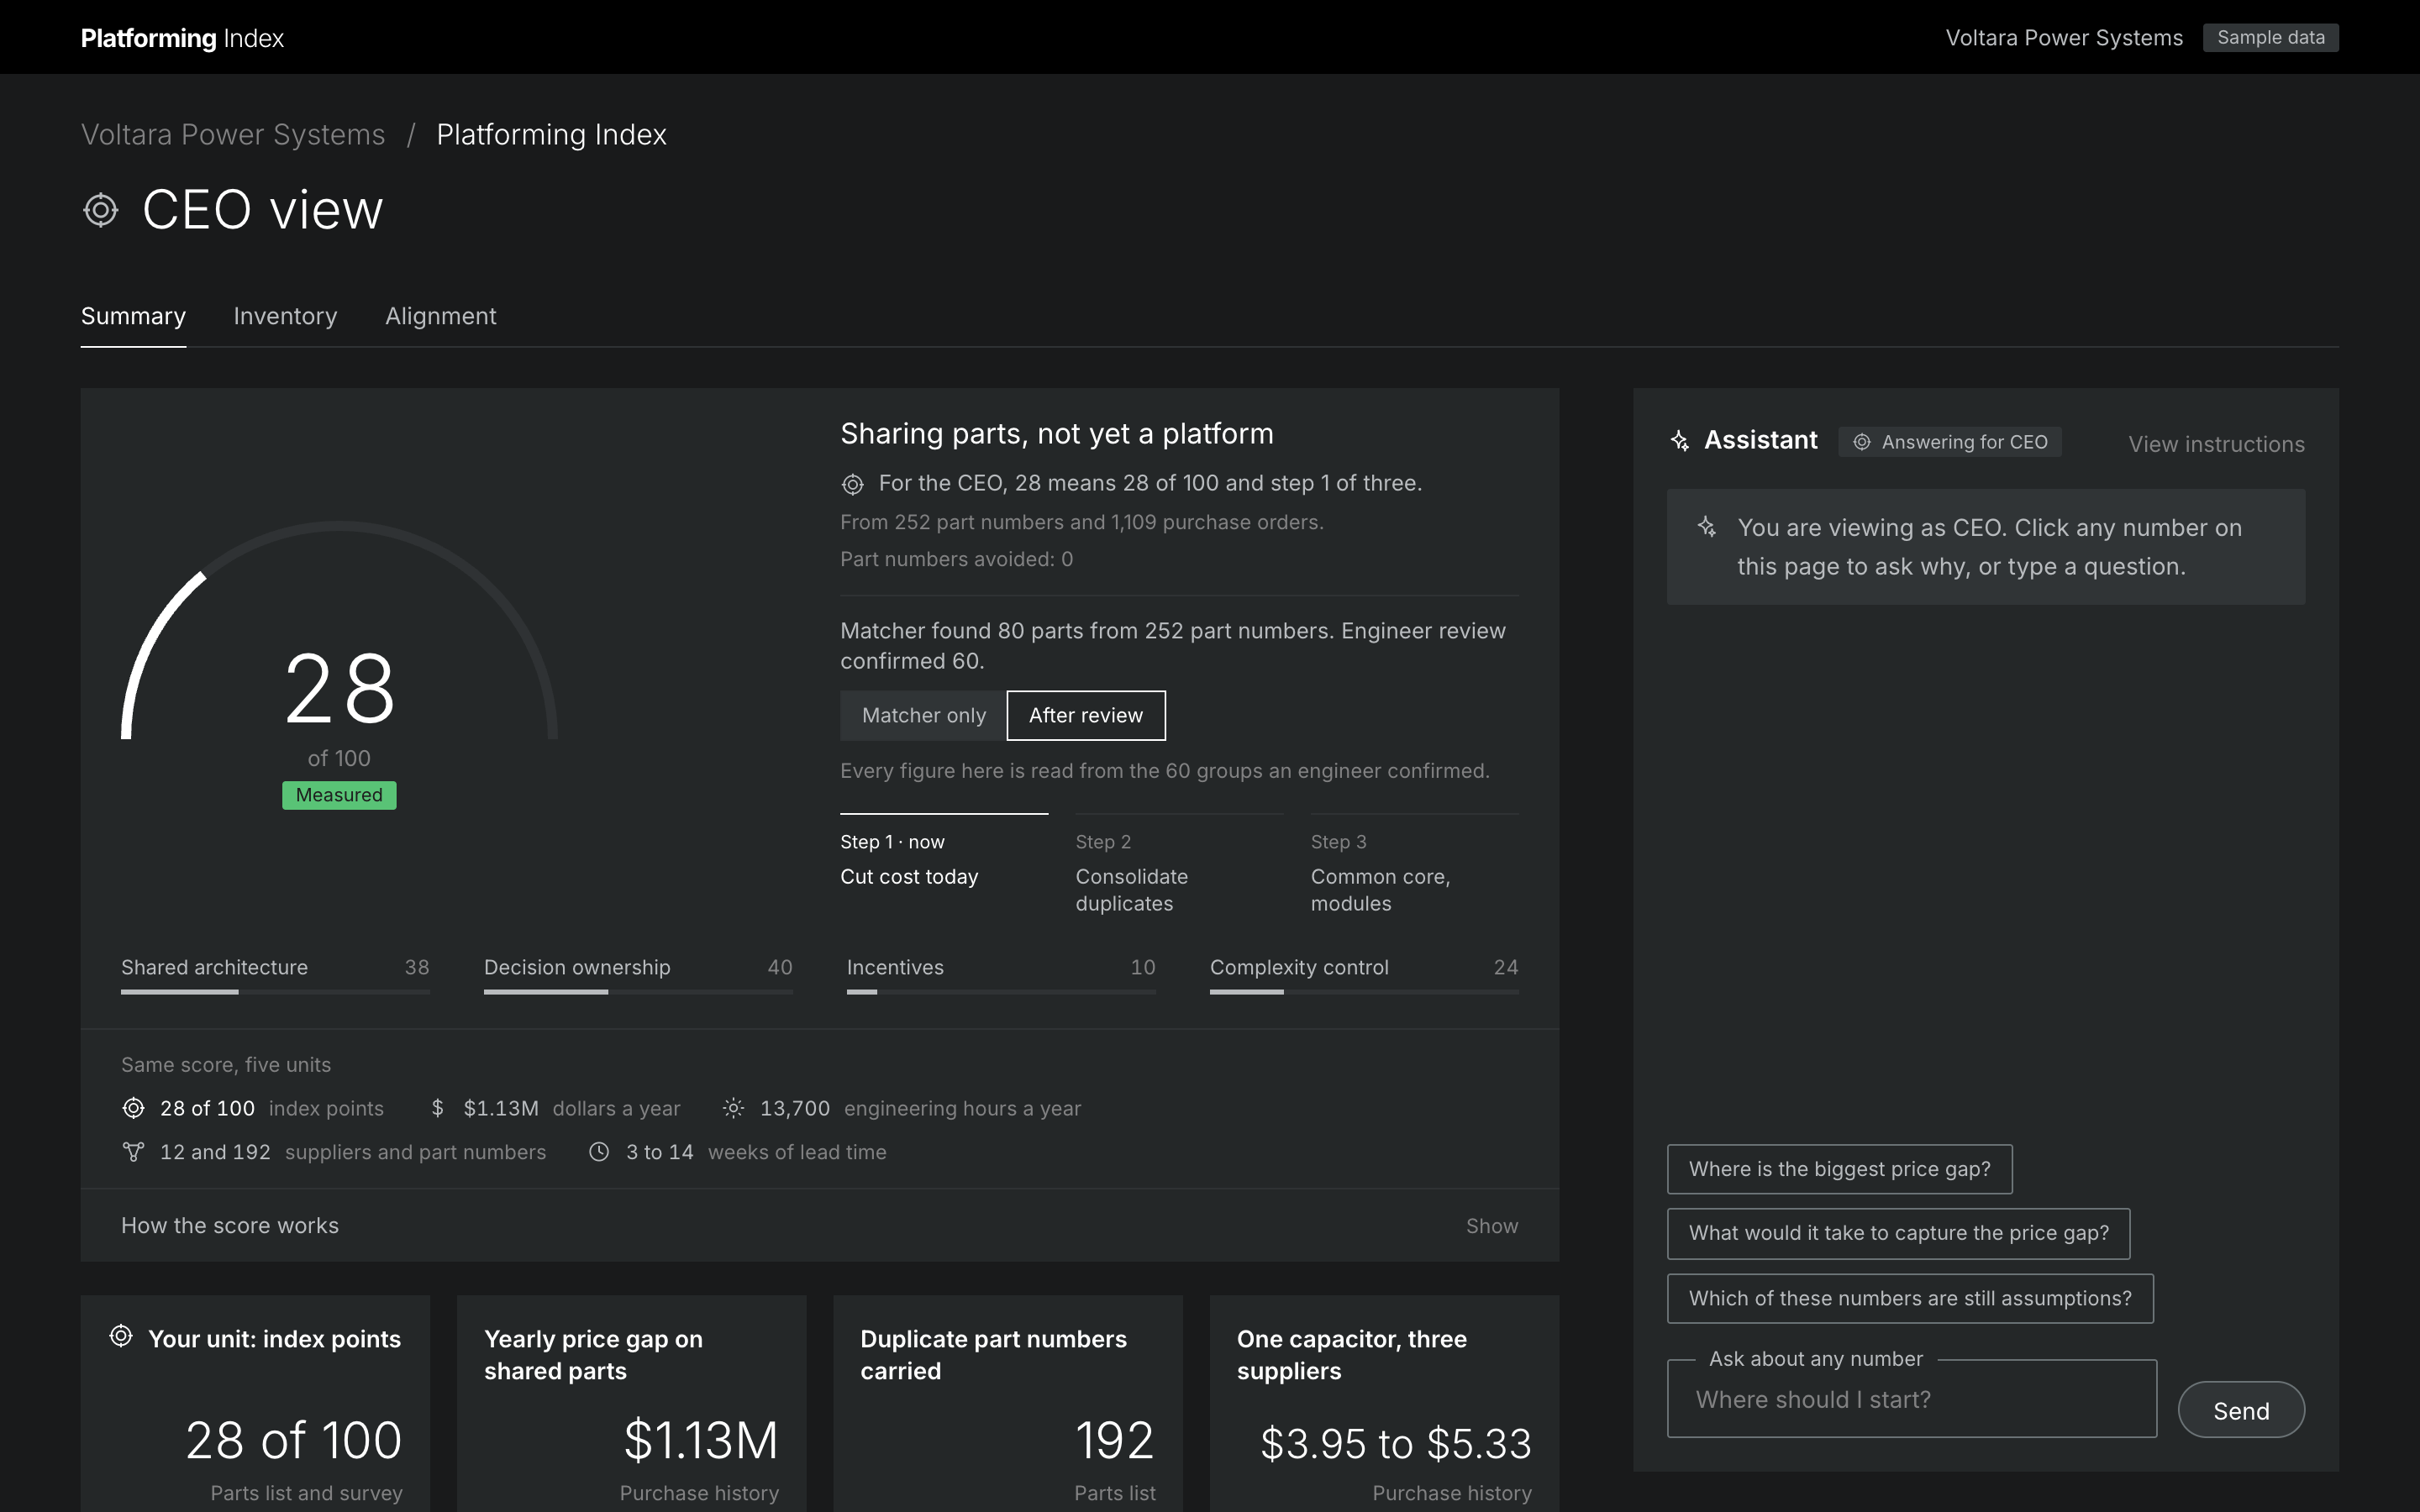 Platforming Index
Voltara Power Systems
Sample data
Voltara Power Systems / Platforming Index
CEO view
Summary
Inventory
Alignment
28
of 100
Measured
Sharing parts, not yet a platform
For the CEO, 28 means 28 of 100 and step 1 of three.
From 252 part numbers and 1,109 purchase orders.
Part numbers avoided: 0
Matcher found 80 parts from 252 part numbers. Engineer review
confirmed 60.
Matcher only
After review
Every figure here is read from the 60 groups an engineer confirmed.
Step 1 · now
Cut cost today
Step 2
Consolidate
duplicates
Step 3
Common core,
modules
Shared architecture 38
Decision ownership 40
Incentives 10
Complexity control 24
Same score, five units
28 of 100 index points
$ $1.13M dollars a year
13,700 engineering hours a year
12 and 192 suppliers and part numbers
3 to 14 weeks of lead time
How the score works
Show
Your unit: index points
28 of 100
Parts list and survey
Yearly price gap on
shared parts
$1.13M
Purchase history
Duplicate part numbers
carried
192
Parts list
One capacitor, three
suppliers
$3.95 to $5.33
Purchase history
Assistant
Answering for CEO
View instructions
You are viewing as CEO. Click any number on
this page to ask why, or type a question.
Where is the biggest price gap?
What would it take to capture the price gap?
Which of these numbers are still assumptions?
Ask about any number
Where should I start?
Send